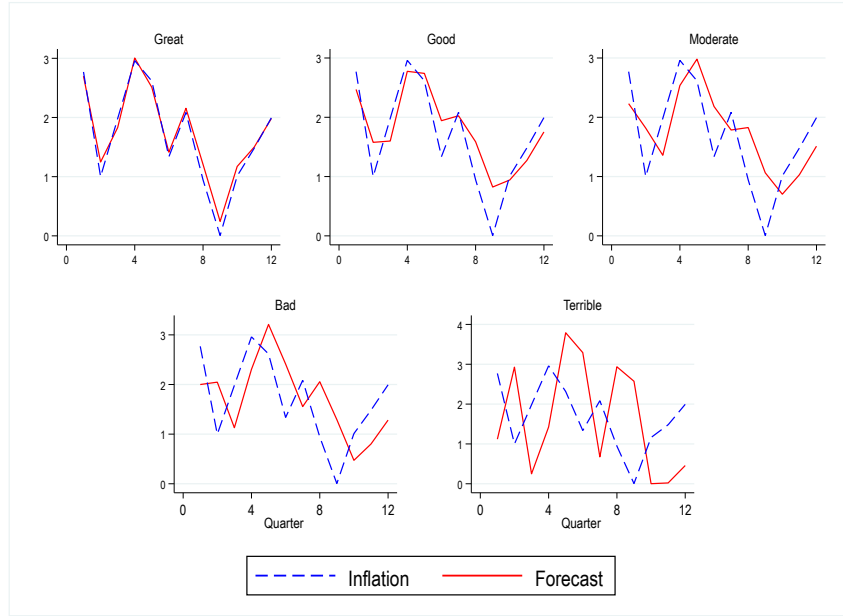 Great Good Moderate
3 3 3
2 2 2
1 1 1
0 0 0
0 4 8 12 0 4 8 12 0 4 8 12
Bad Terrible
3 4
2 3
1 2
0 1
0
0 4 8 12 0 4 8 12
Quarter Quarter
Inflation Forecast